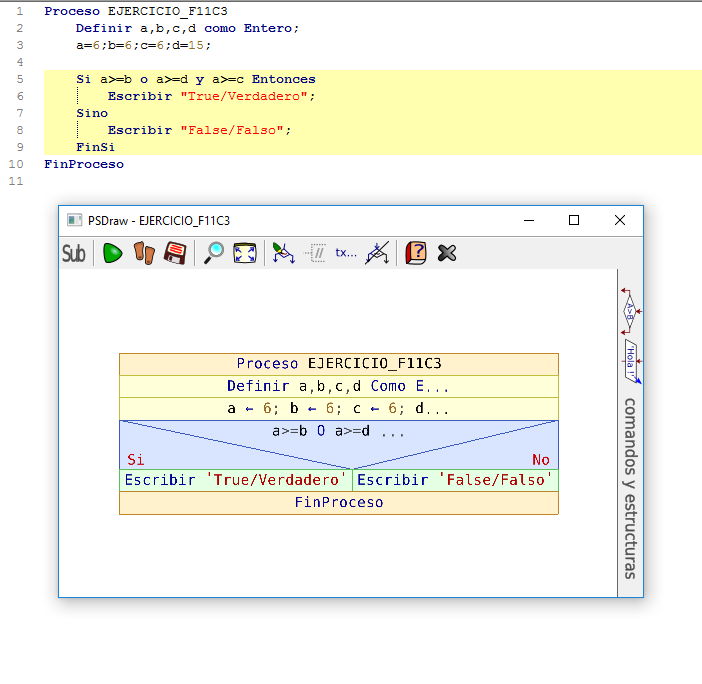 1 Proceso EJERCICIO_F11C3
2 Definir a,b,c,d como Entero;
3 a=6;b=6;c=6;d=15;
4
5 Si a>=b o a>=d y a>=c Entonces
6 Escribir "True/Verdadero";
7 Sino
8 Escribir "False/Falso";
9 FinSi
10 FinProceso
11
PSDraw - EJERCICIO_F11C3
Sub
//
tx...
?
Proceso EJERCICIO_F11C3
Definir a,b,c,d Como E...
a ← 6; b ← 6; c ← 6; d...
a>=b O a>=d ...
Si No
Escribir 'True/Verdadero' Escribir 'False/Falso'
FinProceso
A>B
'Hola !'
comandos y estructuras